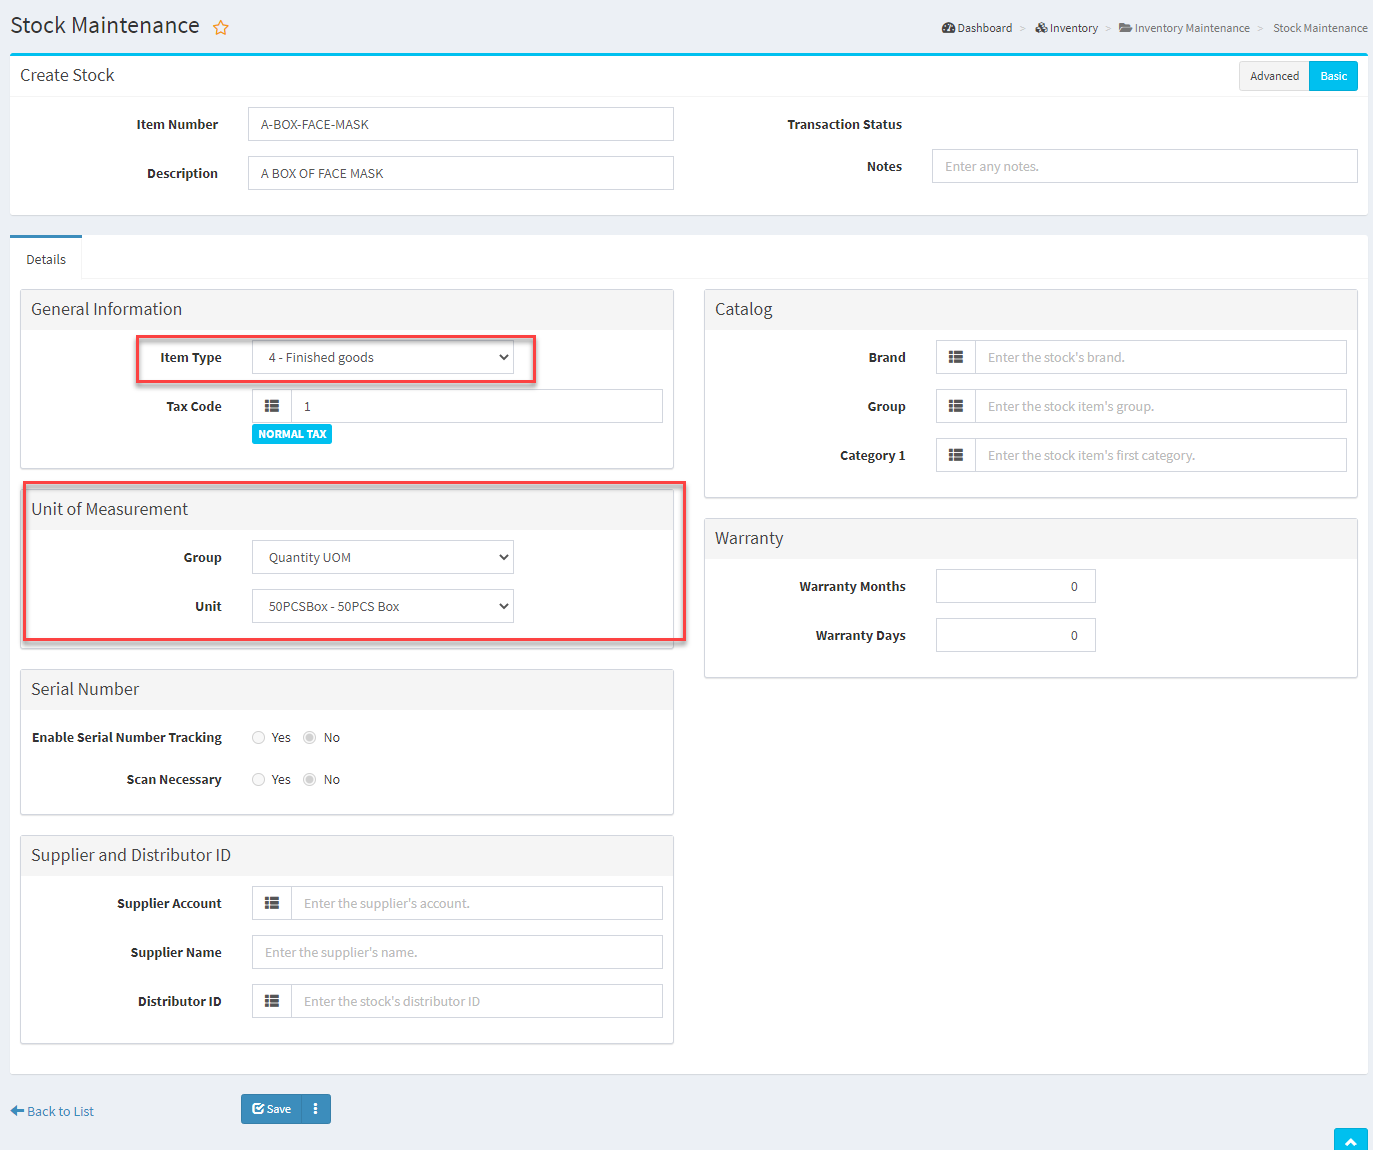 Stock Maintenance
Dashboard > Inventory > Inventory Maintenance > Stock Maintenance
Create Stock
Advanced Basic
Item Number A-BOX-FACE-MASK
Description A BOX OF FACE MASK
Transaction Status
Notes Enter any notes.
Details
General Information
Item Type 4 - Finished goods
Tax Code 1
NORMAL TAX
Unit of Measurement
Group Quantity UOM
Unit 50PCSBox - 50PCS Box
Serial Number
Enable Serial Number Tracking Yes No
Scan Necessary Yes No
Supplier and Distributor ID
Supplier Account Enter the supplier's account.
Supplier Name Enter the supplier's name.
Distributor ID Enter the stock's distributor ID
Catalog
Brand Enter the stock's brand.
Group Enter the stock item's group.
Category 1 Enter the stock item's first category.
Warranty
Warranty Months 0
Warranty Days 0
Back to List
Save